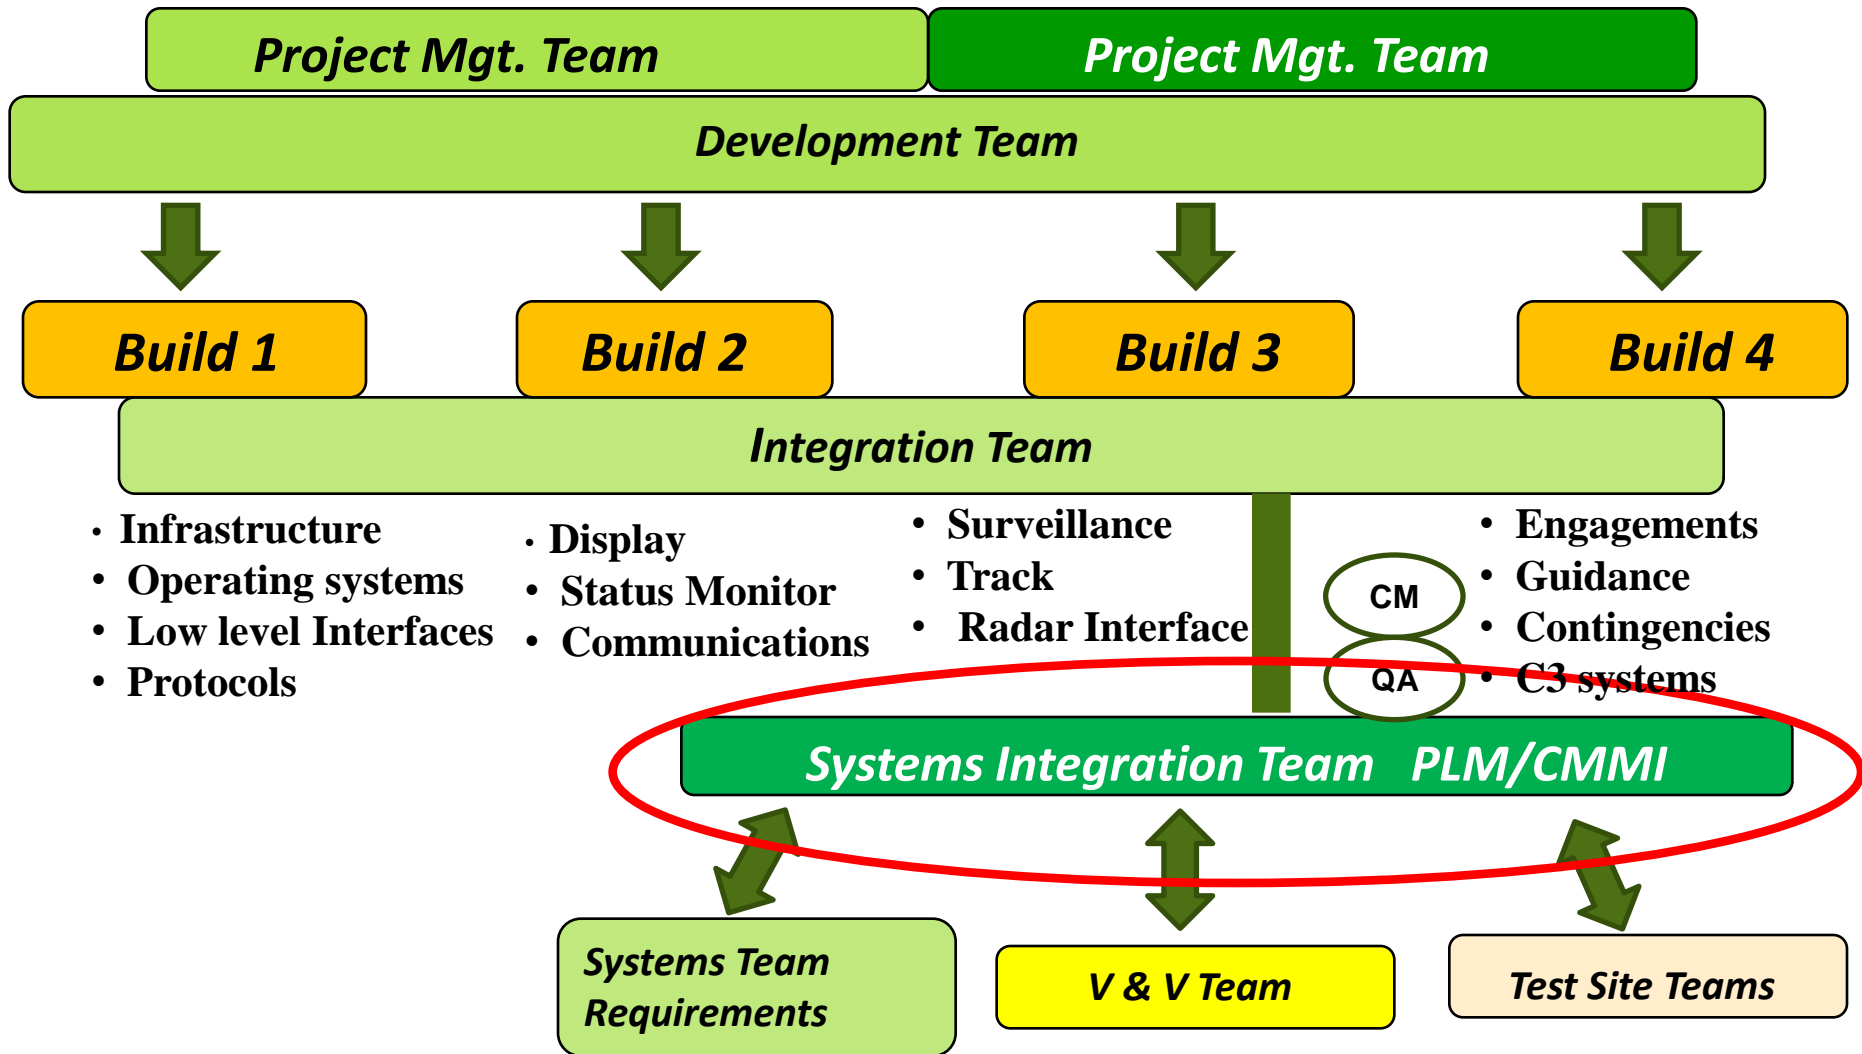 Project Mgt. Team
Project Mgt. Team
Development Team
Build 1
Build 2
Build 3
Build 4
Integration Team
• Infrastructure
• Operating systems
• Low level Interfaces
• Protocols
• Display
• Status Monitor
• Communications
• Surveillance
• Track
• Radar Interface
CM
QA
• Engagements
• Guidance
• Contingencies
• C3 systems
Systems Integration Team PLM/CMMI
Systems Team
Requirements
V & V Team
Test Site Teams